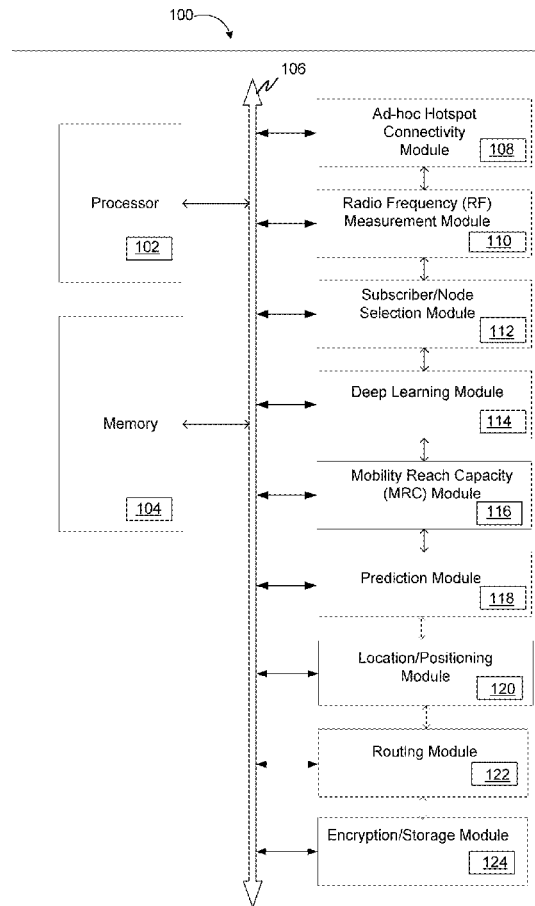 100
106
Processor
102
Memory
104
Ad-hoc Hotspot
Connectivity
Module
108
Radio Frequency (RF)
Measurement Module
110
Subscriber/Node
Selection Module
112
Deep Learning Module
114
Mobility Reach Capacity
(MRC) Module
116
Prediction Module
118
Location/Positioning
Module
120
Routing Module
122
Encryption/Storage Module
124